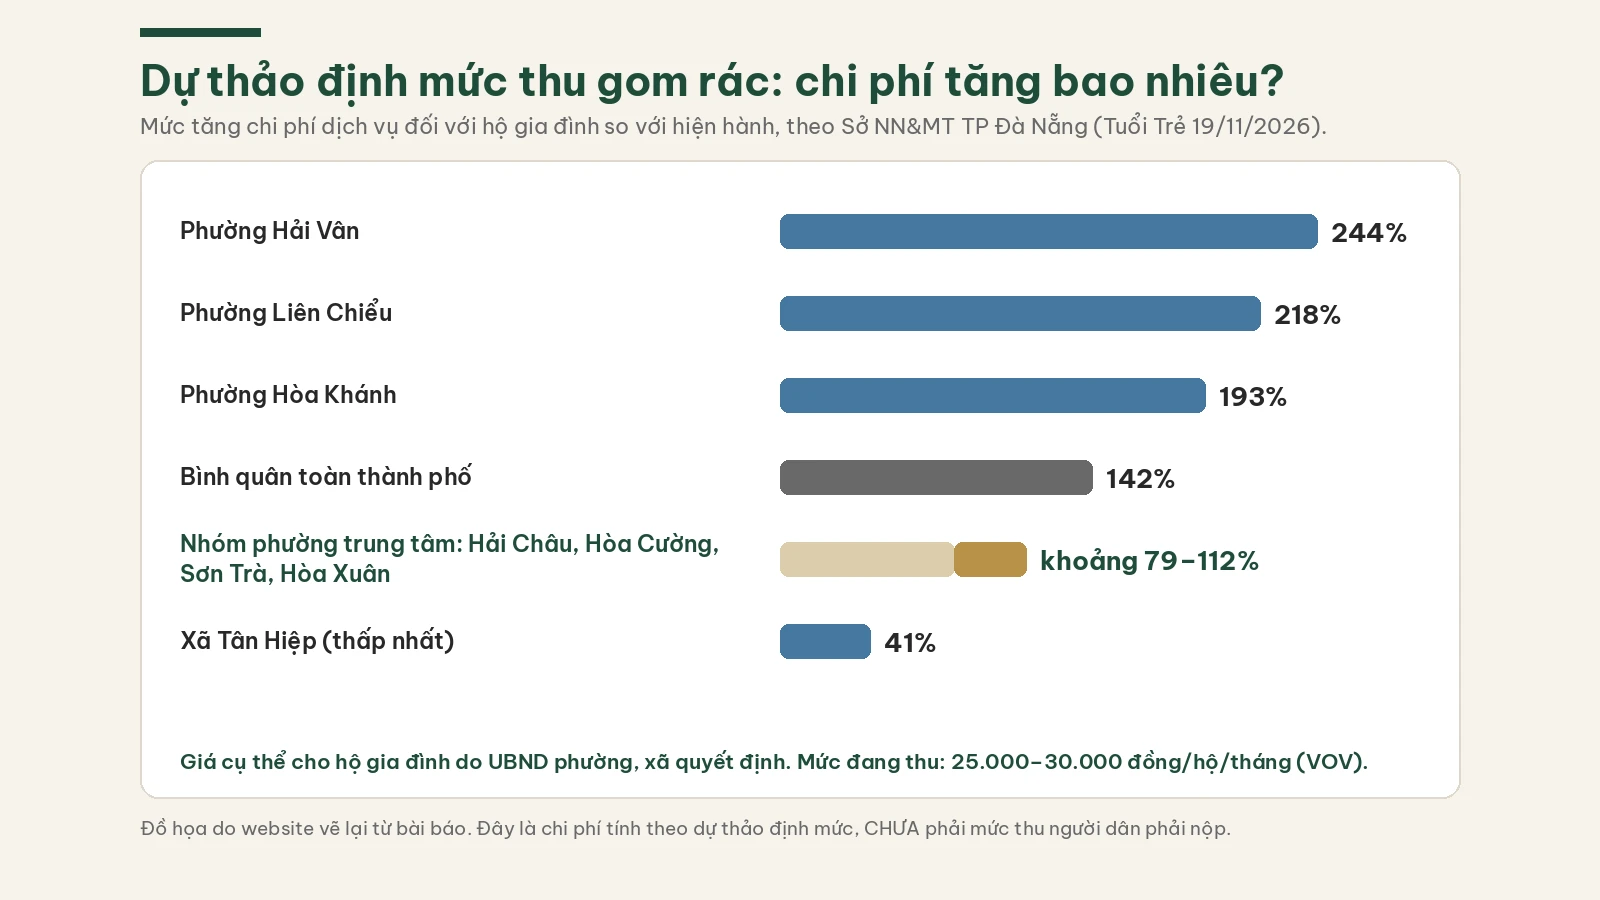 Dự thảo định mức thu gom rác: chi phí tăng bao nhiêu?
Mức tăng chi phí dịch vụ đối với hộ gia đình so với hiện hành, theo Sở NN&MT TP Đà Nẵng (Tuổi Trẻ 19/11/2026).
Phường Hải Vân 244%
Phường Liên Chiểu 218%
Phường Hòa Khánh 193%
Bình quân toàn thành phố 142%
Nhóm phường trung tâm: Hải Châu, Hòa Cường,
Sơn Trà, Hòa Xuân
khoảng 79–112%
Xã Tân Hiệp (thấp nhất) 41%
Giá cụ thể cho hộ gia đình do UBND phường, xã quyết định. Mức đang thu: 25.000–30.000 đồng/hộ/tháng (VOV).
Đồ họa do website vẽ lại từ bài báo. Đây là chi phí tính theo dự thảo định mức, CHƯA phải mức thu người dân phải nộp.